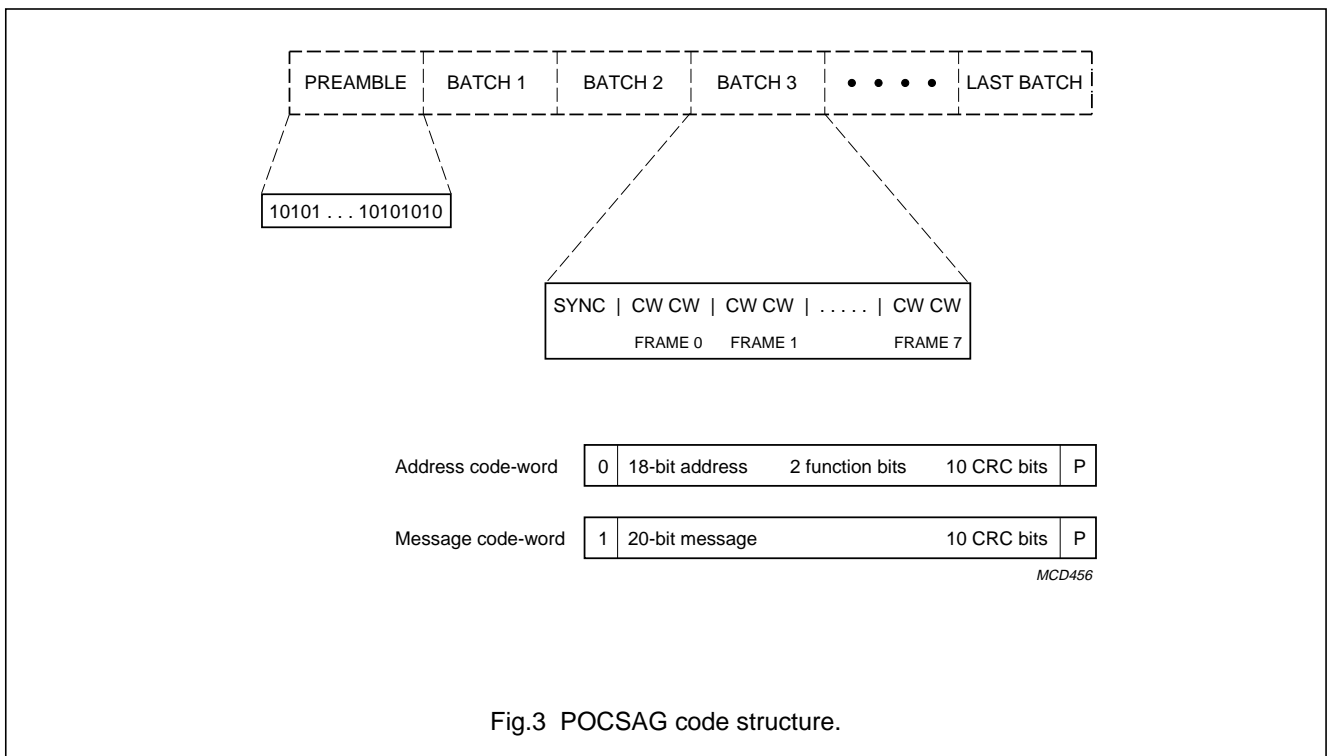 PREAMBLE BATCH 1 BATCH 2 BATCH 3 • • • • LAST BATCH
10101 . . . 10101010
SYNC | CW CW | CW CW | . . . . . | CW CW
FRAME 0 FRAME 1 FRAME 7
Address code-word 0 18-bit address 2 function bits 10 CRC bits P
Message code-word 1 20-bit message 10 CRC bits P
MCD456
Fig.3 POCSAG code structure.